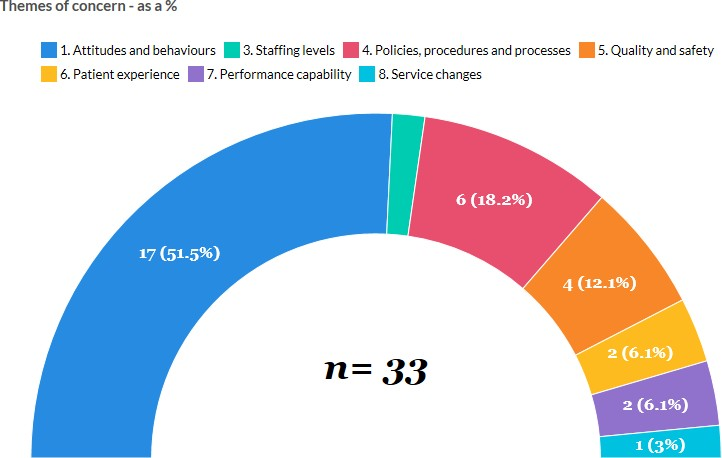 Themes of concern - as a %
1. Attitudes and behaviours 3. Staffing levels 4. Policies, procedures and processes 5. Quality and safety
6. Patient experience 7. Performance capability 8. Service changes
6 (18.2%)
17 (51.5%)
4 (12.1%)
2 (6.1%)
n= 33
2 (6.1%)
1 (3%)